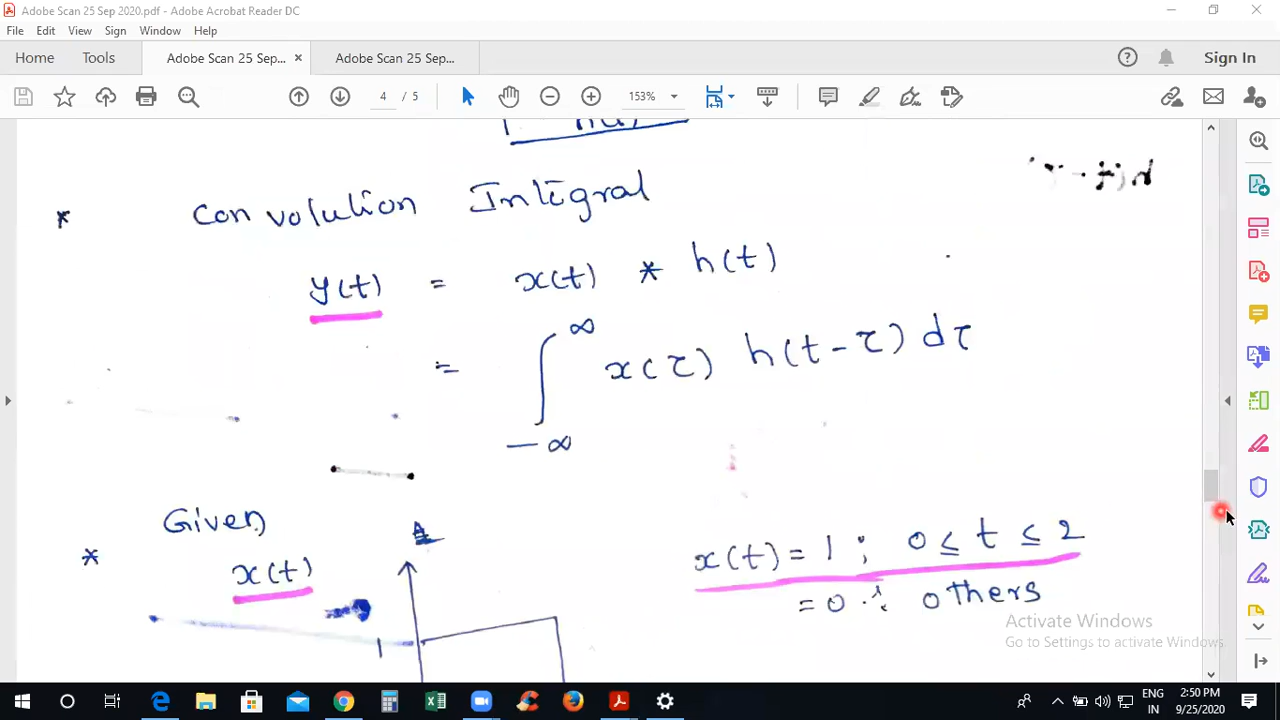 Adobe Scan 25 Sep 2020.pdf - Adobe Acrobat Reader DC
File Edit View Sign Window Help
Home Tools Adobe Scan 25 Sep... × Adobe Scan 25 Sep... Sign In
4 / 5 153%
* Convolution Integral
y(t) = x(t) * h(t)
= ∫ x(τ) h(t-τ) dτ
∞
-∞
* Given
x(t)
x(t) = 1 ; 0 ≤ t ≤ 2
= 0 ; others
1
Activate Windows
Go to Settings to activate Windows.
ENG 2:50 PM
IN 9/25/2020